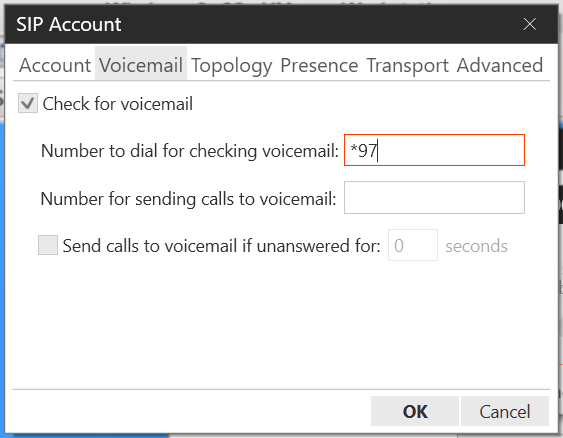 SIP Account
Account Voicemail Topology Presence Transport Advanced
Check for voicemail
Number to dial for checking voicemail: *97
Number for sending calls to voicemail:
Send calls to voicemail if unanswered for: 0 seconds
OK Cancel